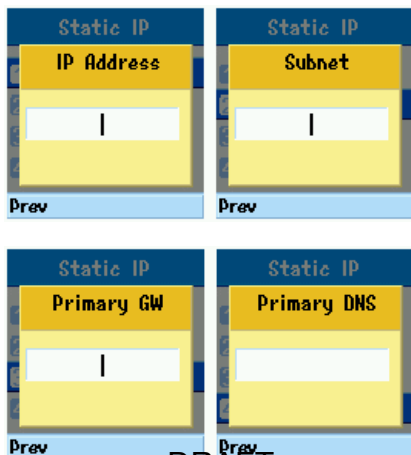 Static IP
IP Address
Prev
Static IP
Subnet
Prev
Static IP
Primary GW
Prev
Static IP
Primary DNS
Prev